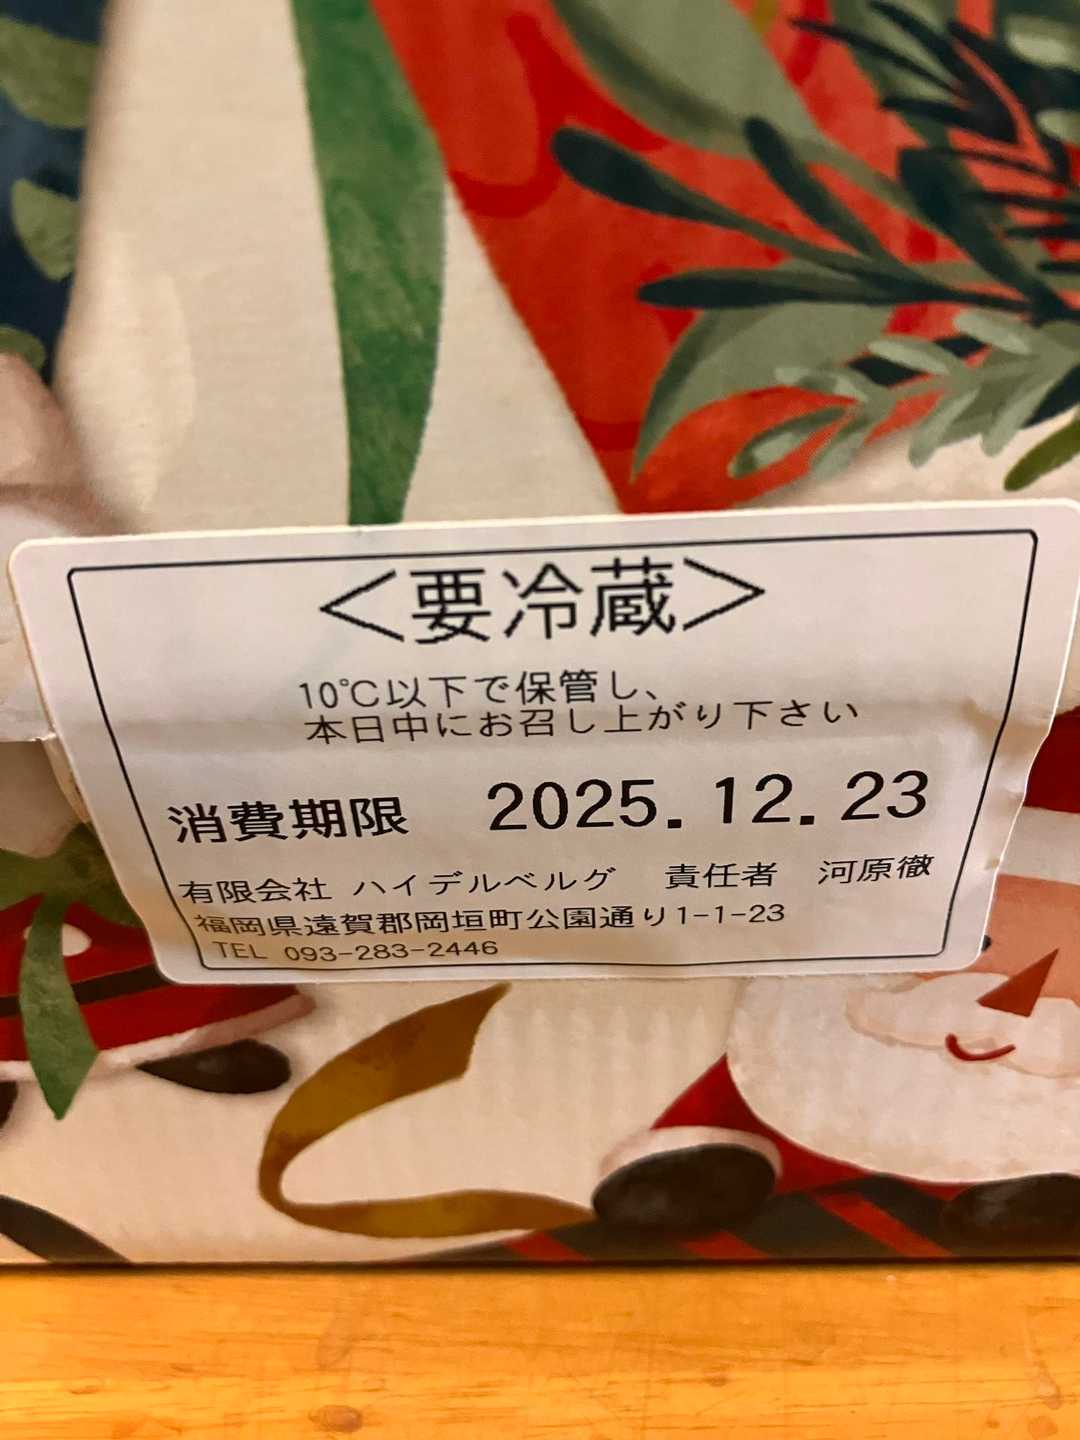 ＜要冷蔵＞
10℃以下で保管し、
本日中にお召し上がり下さい
消費期限 2025.12.23
有限会社 ハイデルベルグ 責任者 河原徹
福岡県遠賀郡岡垣町公園通り1-1-23
TEL 093-283-2446